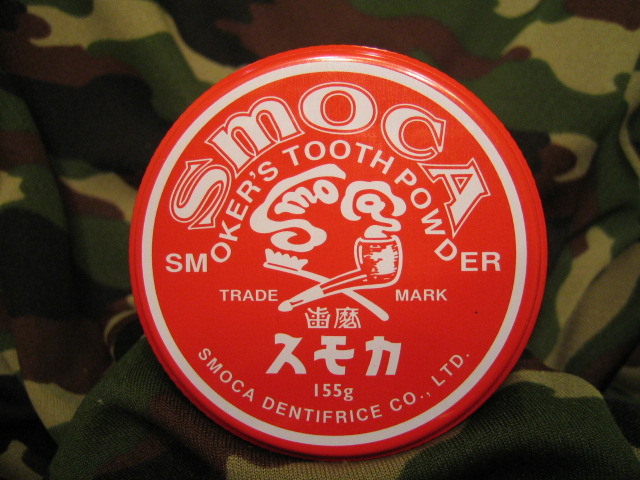 SMOCA
SMOKER'S TOOTH POWDER
Smoca
TRADE MARK
歯磨
スモカ
155g
SMOCA DENTIFRICE CO., LTD.